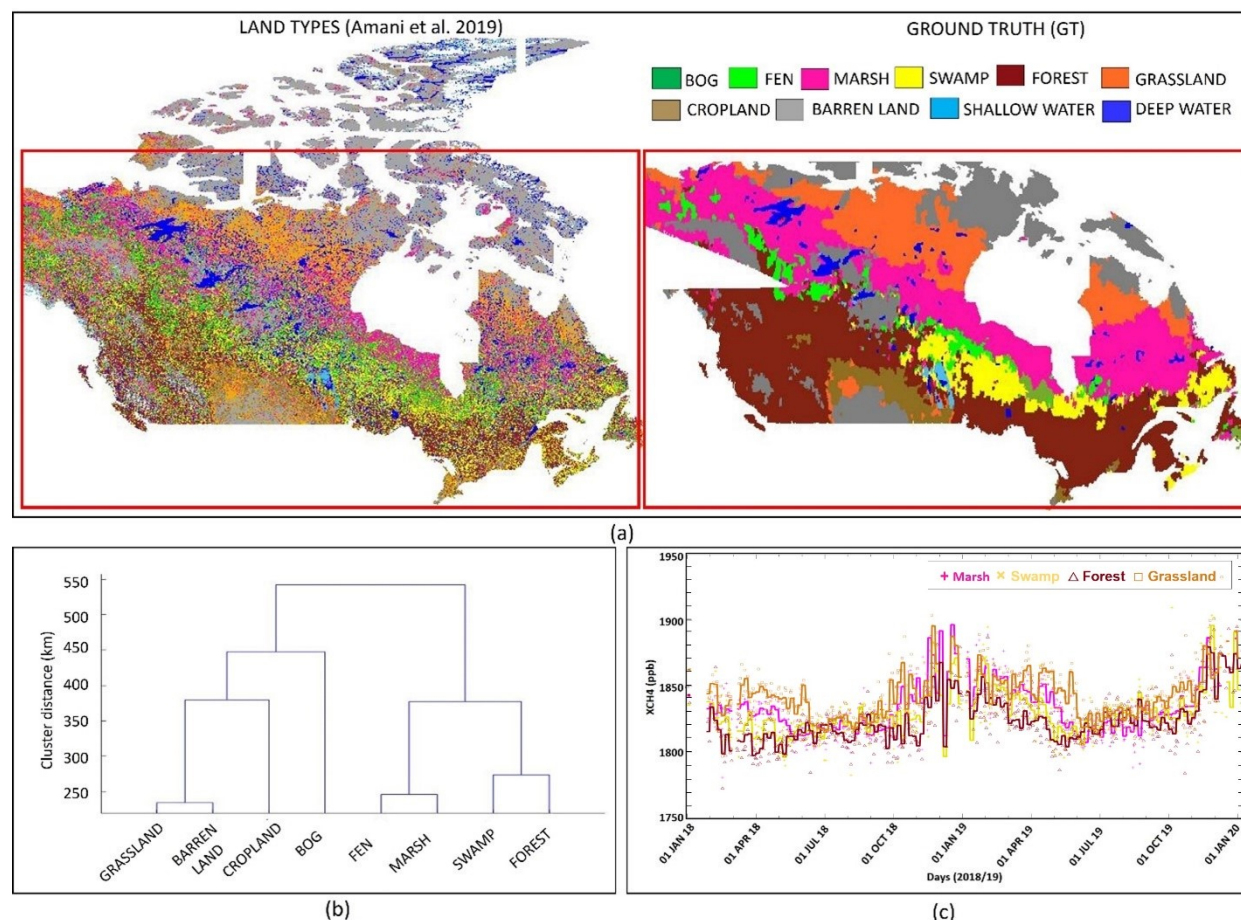 LAND TYPES (Amani et al. 2019)
GROUND TRUTH (GT)
BOG FEN MARSH SWAMP FOREST GRASSLAND
CROPLAND BARREN LAND SHALLOW WATER DEEP WATER
(a)
Cluster distance (km)
550
500
450
400
350
300
250
GRASSLAND
BARREN
LAND
CROPLAND
BOG
FEN
MARSH
SWAMP
FOREST
(b)
XCH4 (ppb)
1950
1900
1850
1800
1750
Marsh Swamp Forest Grassland
01 JAN 18
01 APR 18
01 JUL 18
01 OCT 18
01 JAN 19
01 APR 19
01 JUL 19
01 OCT 19
01 JAN 20
Days (2018/19)
(c)